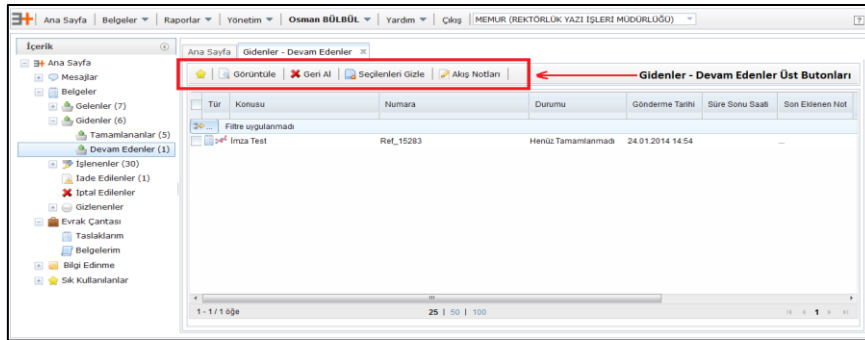 Ana Sayfa | Belgeler | Raporlar | Yönetim | Osman BÜLBÜL | Yardım | Çıkış | MEMUR (REKTÖRLÜK YAZI İŞLERİ MÜDÜRLÜĞÜ)
İçerik
Ana Sayfa
Mesajlar
Belgeler
Gelenler (7)
Gidenler (6)
Tamamlananlar (5)
Devam Edenler (1)
İşlenenler (30)
İade Edilenler (1)
İptal Edilenler
Gizlenenler
Evrak Çantası
Taslaklarım
Belgelerim
Bilgi Edinme
Sık Kullanılanlar
Ana Sayfa Gidenler - Devam Edenler
Görüntüle | Geri Al | Seçilenleri Gizle | Akış Notları |
Gidenler - Devam Edenler Üst Butonları
Tür Konusu Numara Durumu Gönderme Tarihi Süre Sonu Saati Son Eklenen Not
... Filtre uygulanmadı
İmza Test Ref_15283 Henüz Tamamlanmadı 24.01.2014 14:54 ...
1 - 1 / 1 öğe 25 | 50 | 100 1